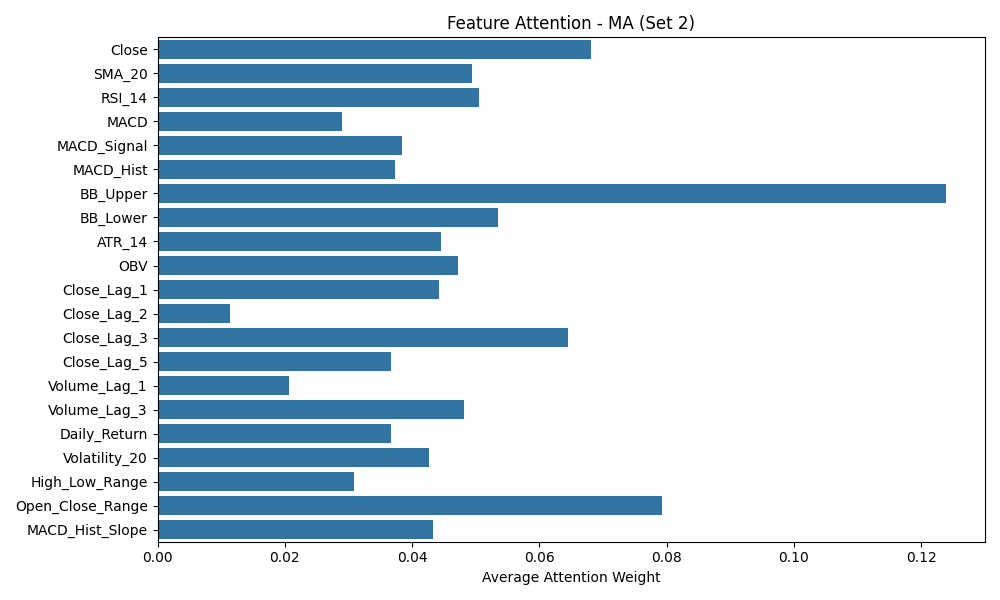 Feature Attention - MA (Set 2)
Close
SMA_20
RSI_14
MACD
MACD_Signal
MACD_Hist
BB_Upper
BB_Lower
ATR_14
OBV
Close_Lag_1
Close_Lag_2
Close_Lag_3
Close_Lag_5
Volume_Lag_1
Volume_Lag_3
Daily_Return
Volatility_20
High_Low_Range
Open_Close_Range
MACD_Hist_Slope
0.00 0.02 0.04 0.06 0.08 0.10 0.12
Average Attention Weight